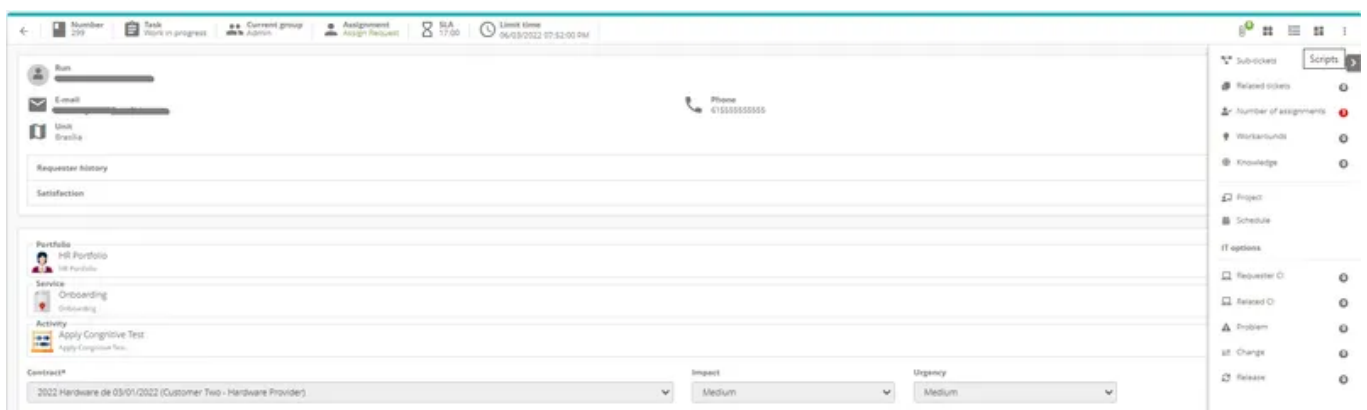 Number
299
Task
Work in progress
Current group
Admin
Assignment
Assign Request
SLA
17:00
Limit time
06/03/2022 07:52:00 PM
Run
E-mail
Phone
Unit
Brasília
Requester history
Satisfaction
Portfolio
HR Portfolio
HR Portfolio
Service
Onboarding
Onboarding
Activity
Apply Congnitive Test
Apply Congnitive Test.
Contract*
2022 Hardware de 03/01/2022 (Customer Two - Hardware Provider)
Impact
Medium
Urgency
Medium
Sub-tickets
Scripts
Related tickets
Number of assignments
Workarounds
Knowledge
Project
Schedule
IT options
Requester CI
Related CI
Problem
Change
Release